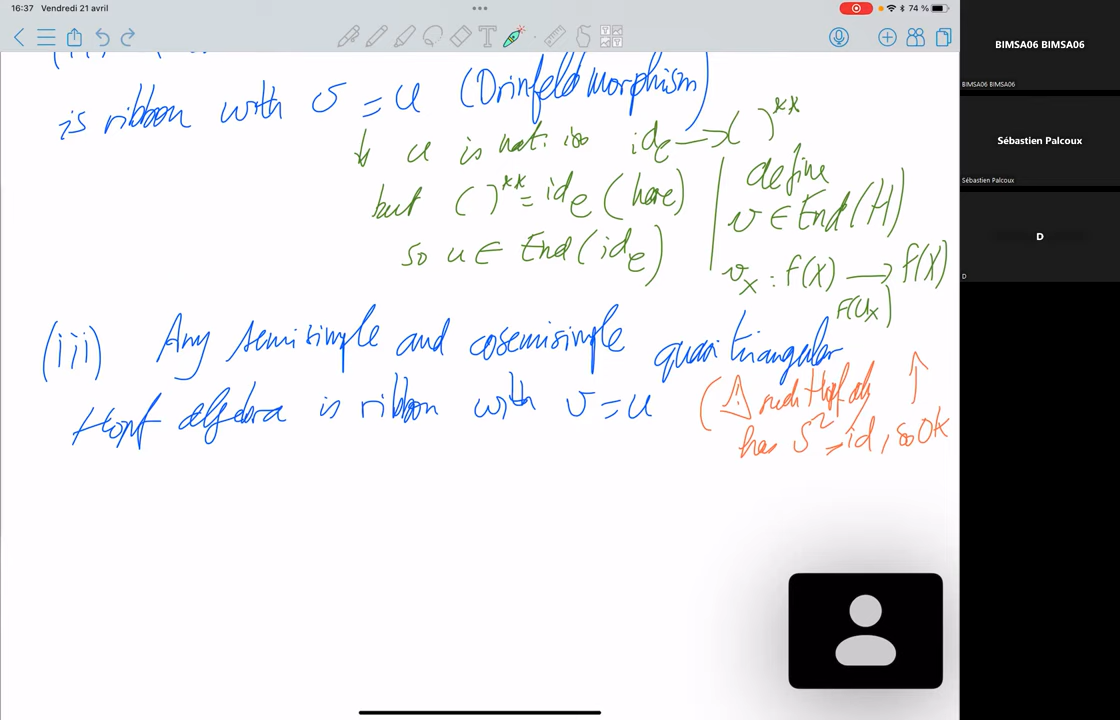 16:37 Vendredi 21 avril
74 %
is ribbon with v = u (Drinfeld morphism)
u is nat. iso id_C → ( )**
but ( )** = id_C (here)
so u ∈ End(id_C)
define
v ∈ End(H)
v_x : f(X) → f(X)
F(u_x)
(iii) Any semisimple and cosemisimple quasitriangular
Hopf algebra is ribbon with v = u
( such Hopf alg
has S² = id, so OK
BIMSA06 BIMSA06
BIMSA06 BIMSA06
Sébastien Palcoux
Sébastien Palcoux
D
D